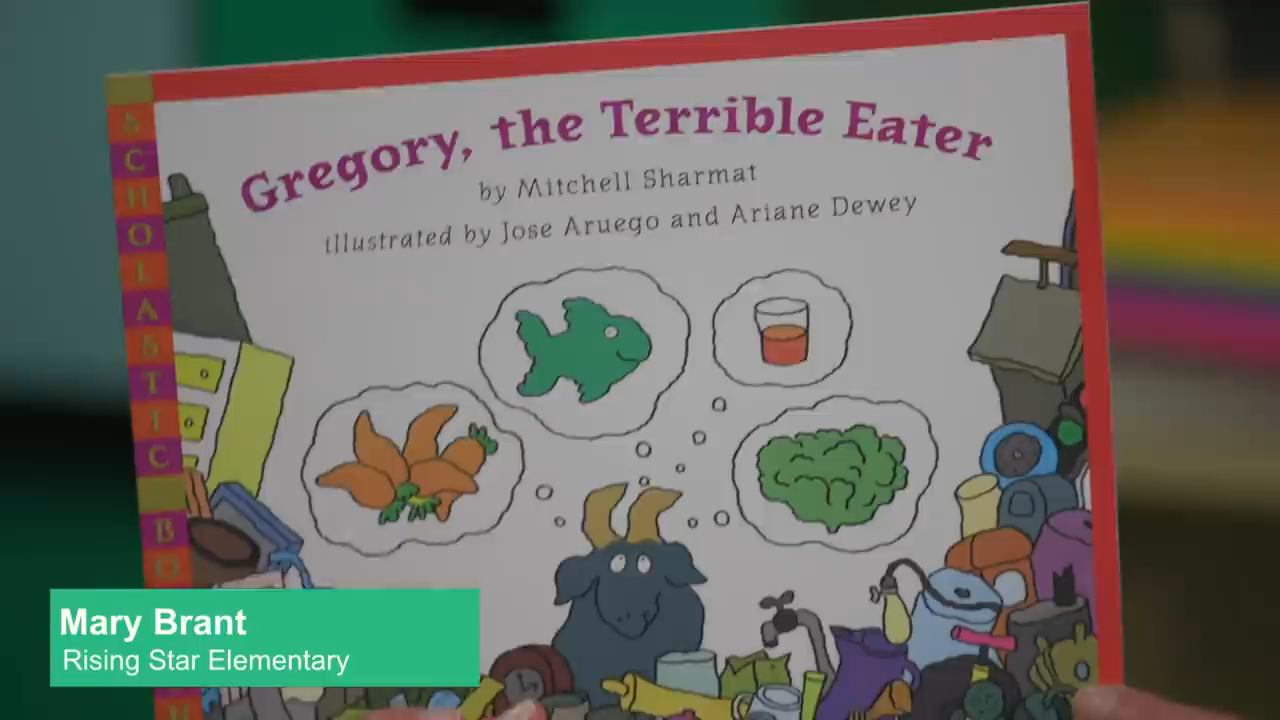 Gregory, the Terrible Eater
by Mitchell Sharmat
illustrated by Jose Aruego and Ariane Dewey
A SCHOLASTIC BO
Mary Brant
Rising Star Elementary